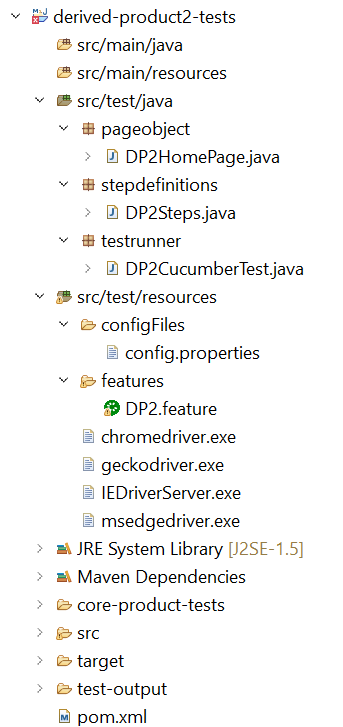 derived-product2-tests
src/main/java
src/main/resources
src/test/java
pageobject
DP2HomePage.java
stepdefinitions
DP2Steps.java
testrunner
DP2CucumberTest.java
src/test/resources
configFiles
config.properties
features
DP2.feature
chromedriver.exe
geckodriver.exe
IEDriverServer.exe
msedgedriver.exe
JRE System Library [J2SE-1.5]
Maven Dependencies
core-product-tests
src
target
test-output
pom.xml